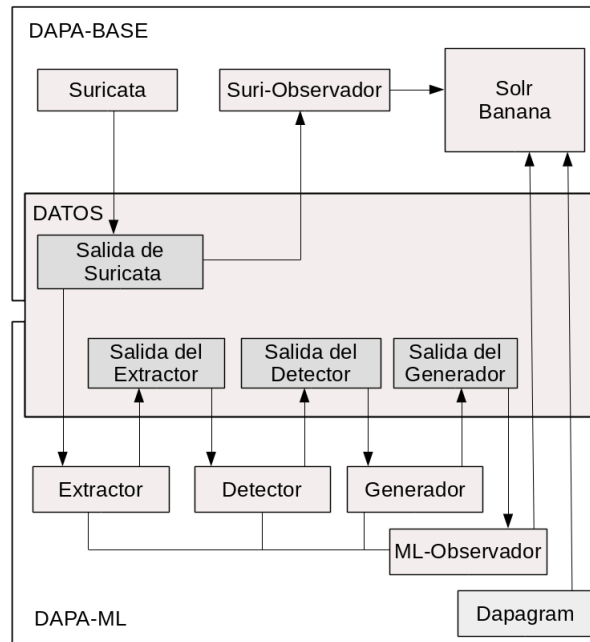 DAPA-BASE
Suricata
Suri-Observador
Solr
Banana
DATOS
Salida de
Suricata
Salida del
Extractor
Salida del
Detector
Salida del
Generador
Extractor
Detector
Generador
ML-Observador
Dapagram
DAPA-ML